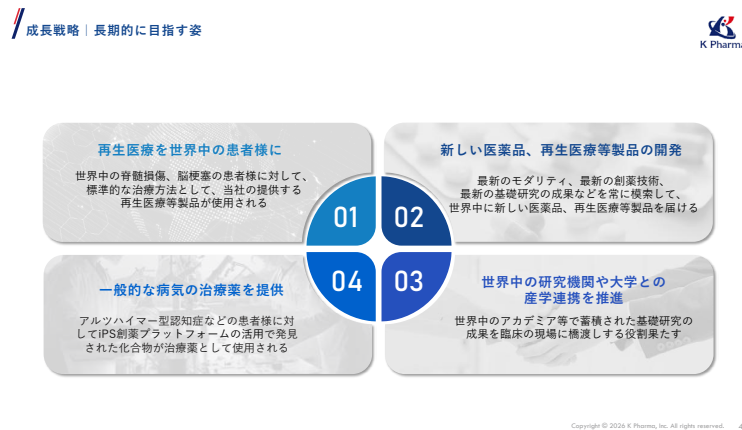 成長戦略｜長期的に目指す姿
K Pharma
再生医療を世界中の患者様に
世界中の脊髄損傷、脳梗塞の患者様に対して、
標準的な治療方法として、当社の提供する
再生医療等製品が使用される
01
新しい医薬品、再生医療等製品の開発
最新のモダリティ、最新の創薬技術、
最新の基礎研究の成果などを常に模索して、
世界中に新しい医薬品、再生医療等製品を届ける
02
世界中の研究機関や大学との
産学連携を推進
世界中のアカデミア等で蓄積された基礎研究の
成果を臨床の現場に橋渡しする役割果たす
03
一般的な病気の治療薬を提供
アルツハイマー型認知症などの患者様に対
してiPS創薬プラットフォームの活用で発見
された化合物が治療薬として使用される
04
Copyright © 2026 K Pharma, Inc. All rights reserved.